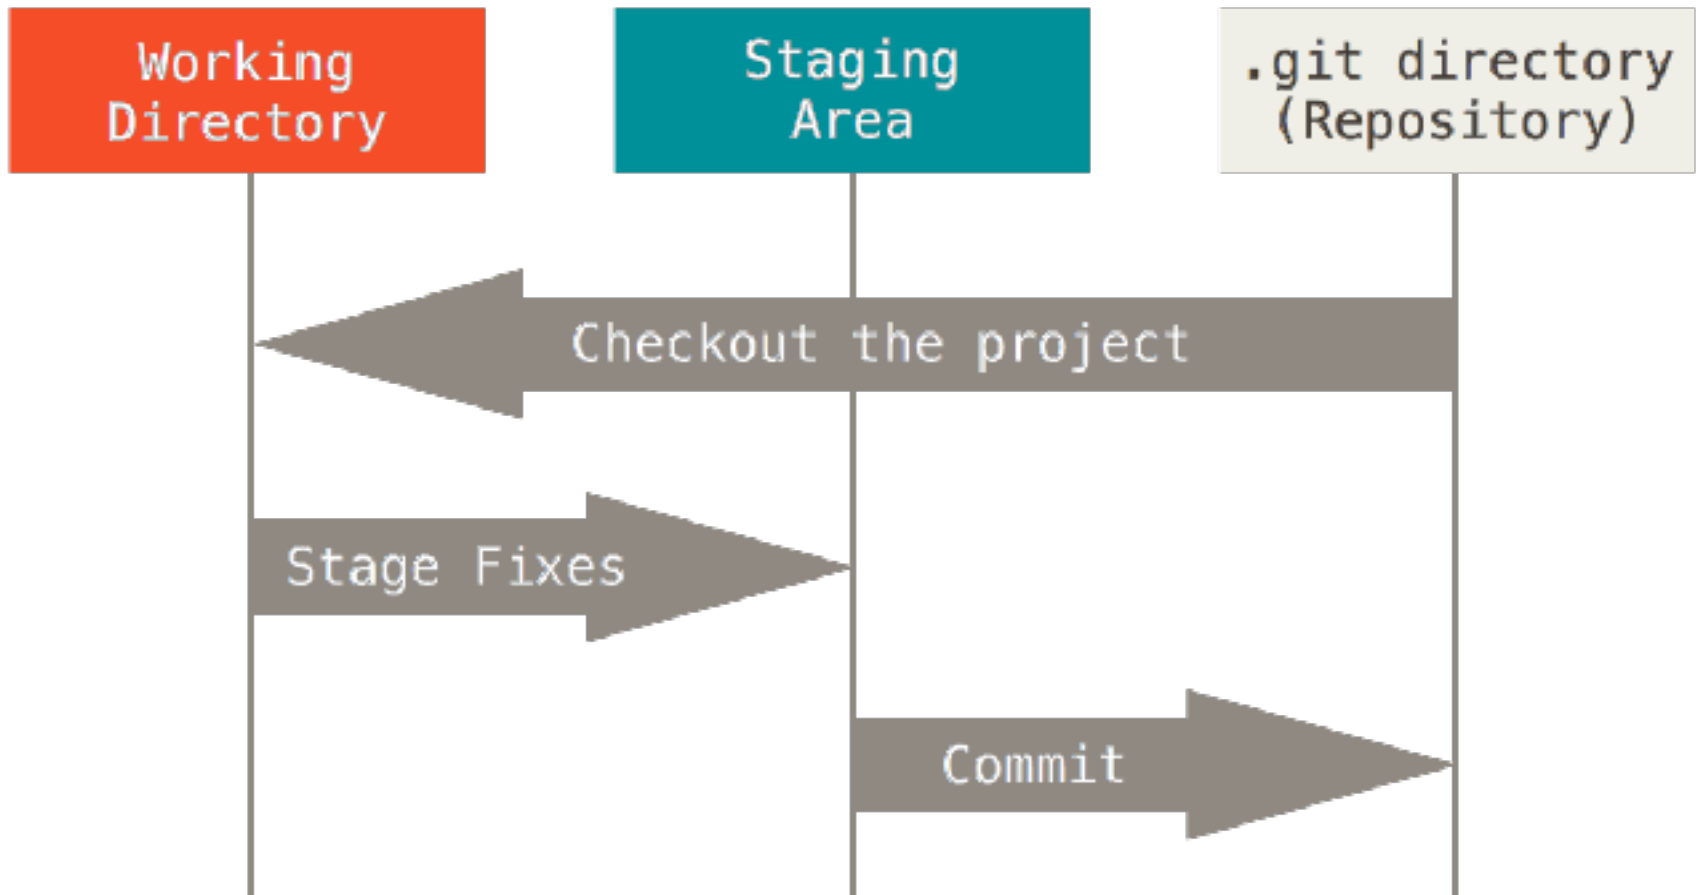 Working
Directory
Staging
Area
.git directory
(Repository)
Checkout the project
Stage Fixes
Commit